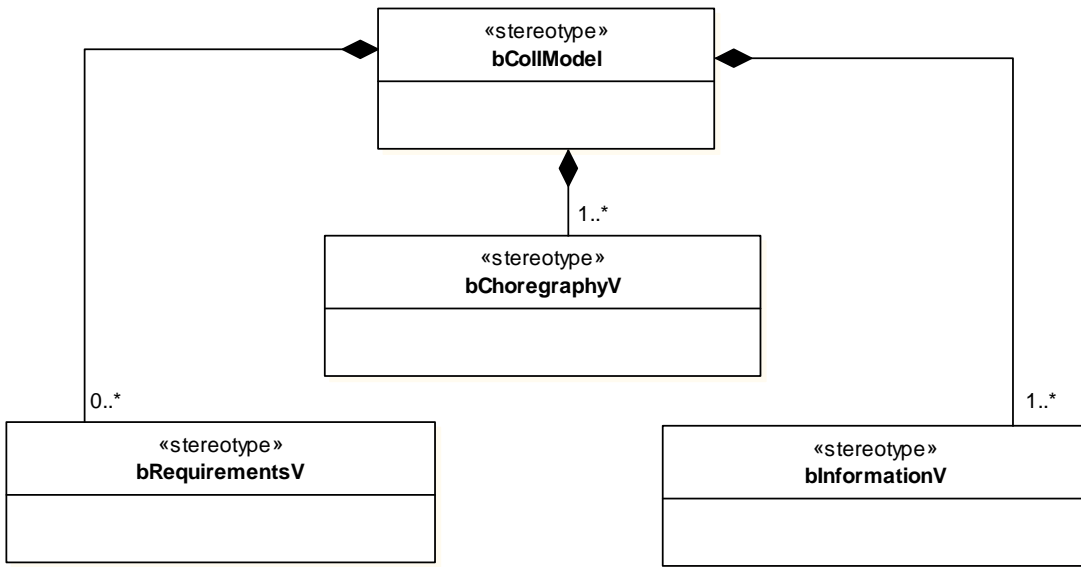 «stereotype»
bCollModel
1..*
«stereotype»
bChoregraphyV
0..*
1..*
«stereotype»
bRequirementsV
«stereotype»
bInformationV